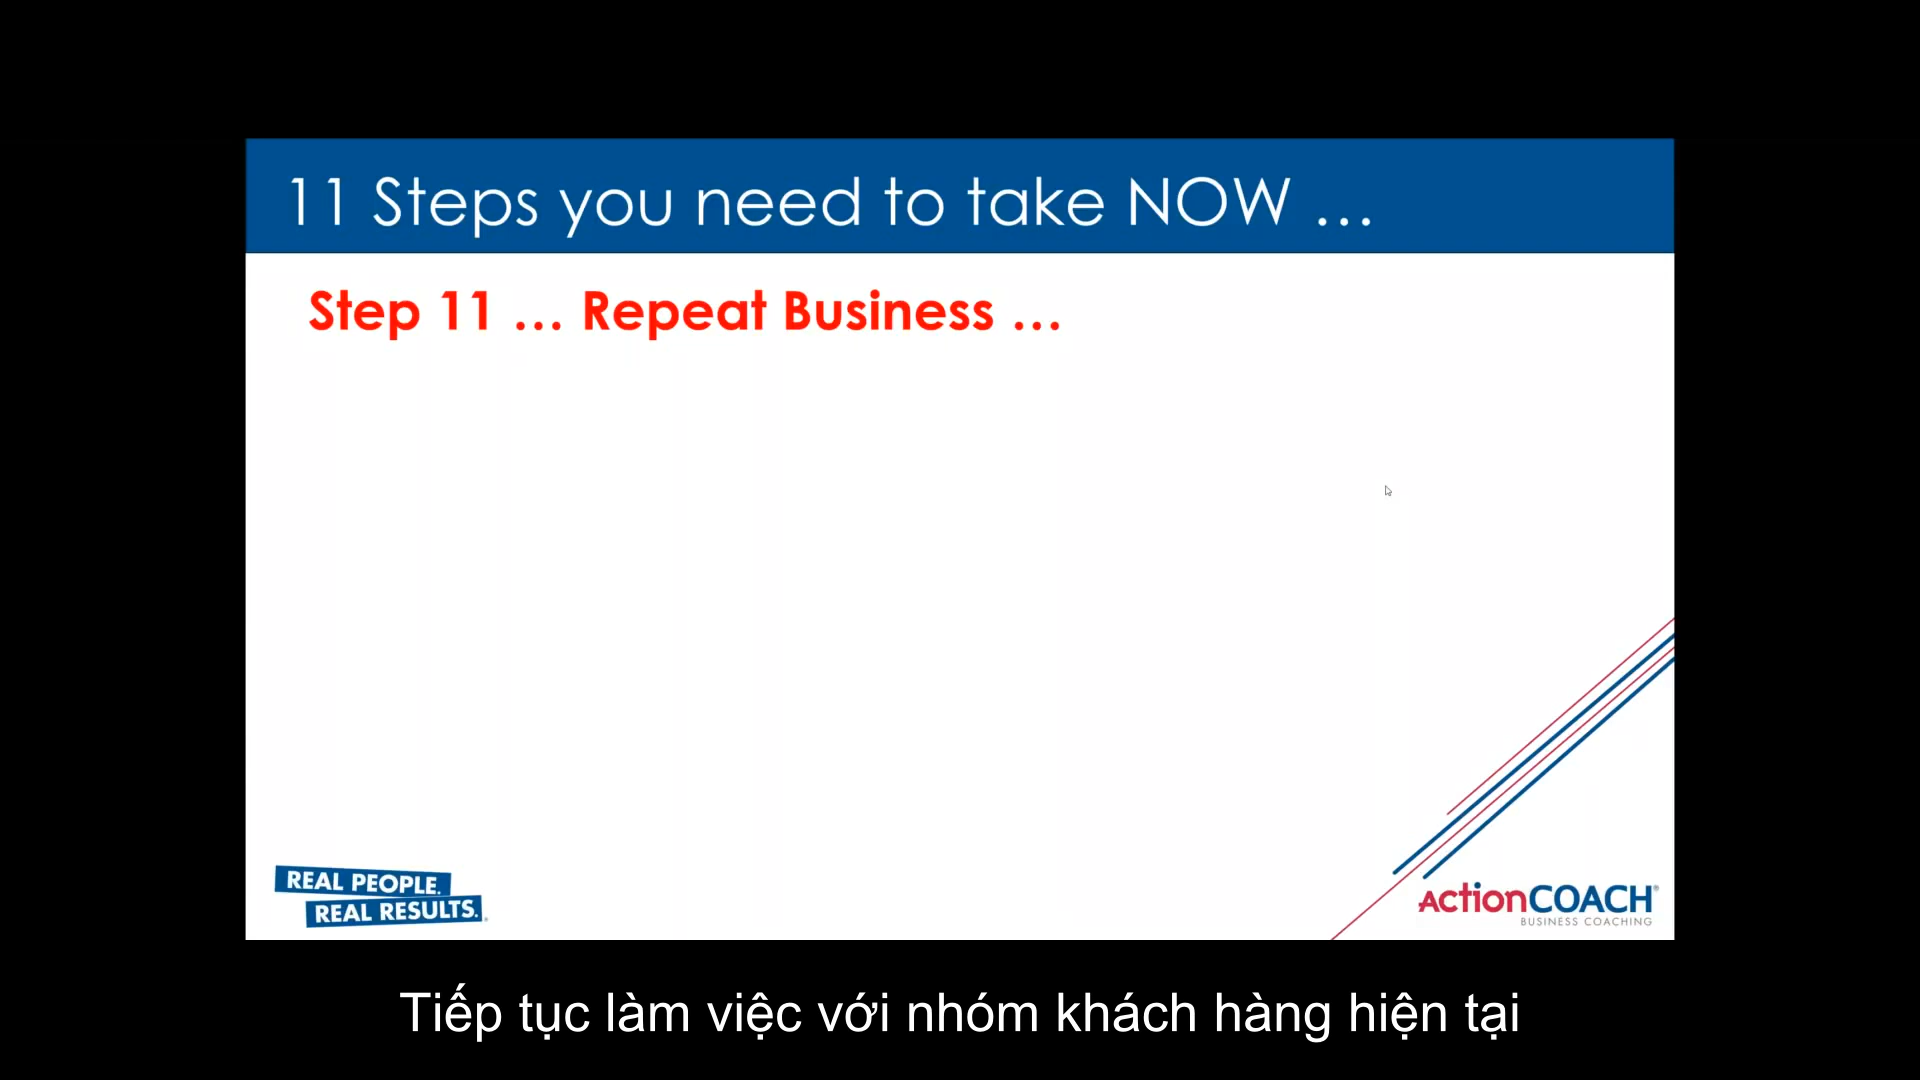 11 Steps you need to take NOW ...
Step 11 ... Repeat Business ...
REAL PEOPLE.
REAL RESULTS.
ActionCOACH®
BUSINESS COACHING
Tiếp tục làm việc với nhóm khách hàng hiện tại